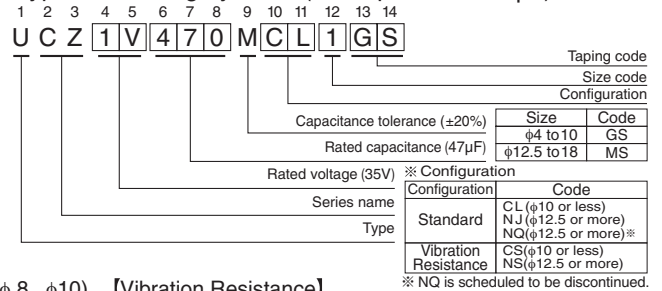 1 2 3 4 5 6 7 8 9 10 11 12 13 14
U C Z 1 V 4 7 0 M C L 1 G S
Taping code
Size code
Configuration
Capacitance tolerance (±20%)
Rated capacitance (47µF)
Rated voltage (35V)
Series name
Type
Size Code
ϕ4 to10 GS
ϕ12.5 to18 MS
※ Configuration
Configuration Code
Standard
CL(ϕ10 or less)
NJ(ϕ12.5 or more)
NQ(ϕ12.5 or more)※
Vibration Resistance
CS(ϕ10 or less)
NS(ϕ12.5 or more)
※ NQ is scheduled to be discontinued.
ϕ10) 【Vibration Resistance】